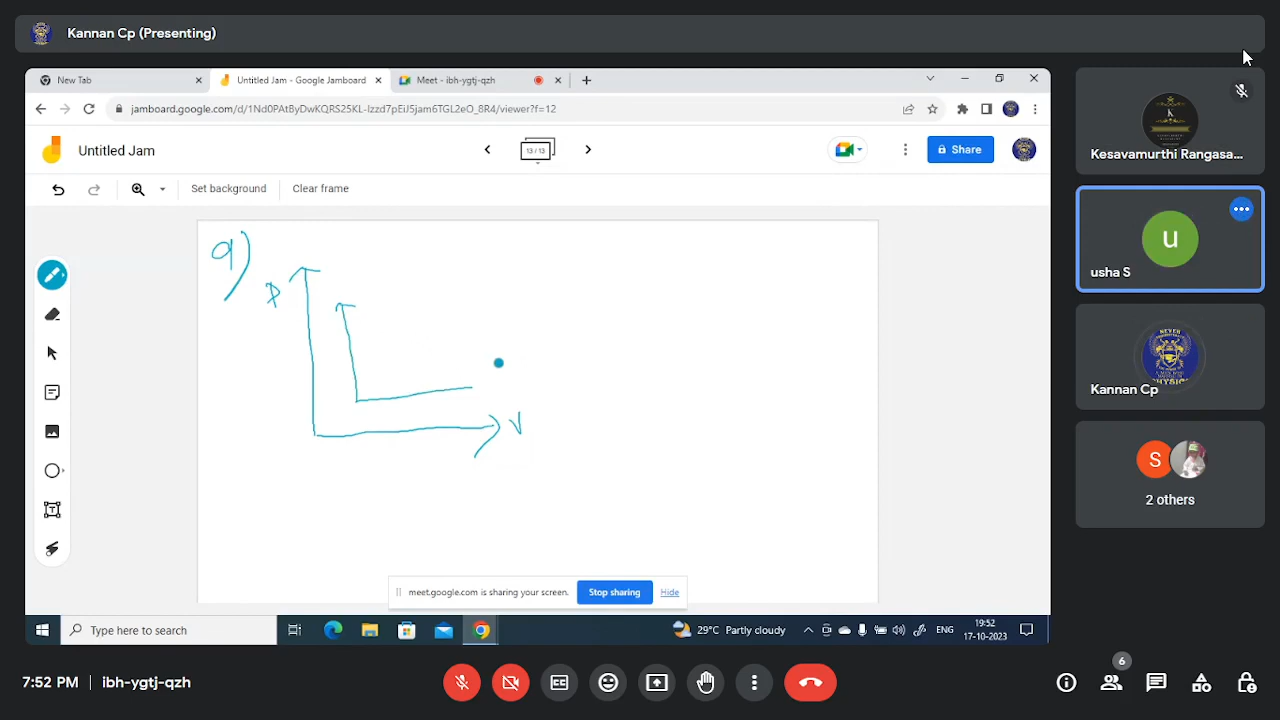 Kannan Cp (Presenting)
New Tab
Untitled Jam - Google Jamboard
Meet - ibh-ygtj-qzh
jamboard.google.com/d/1Nd0PAtByDwKQRS25KL-lzzd7pEiJ5jam6TGL2eO_8R4/viewer?f=12
Untitled Jam
13 / 13
Share
Set background
Clear frame
9)
P
V
meet.google.com is sharing your screen.
Stop sharing
Hide
Type here to search
29°C Partly cloudy
ENG
19:52
17-10-2023
Kesavamurthi Rangasa...
u
usha S
Kannan Cp
S
2 others
7:52 PM | ibh-ygtj-qzh
6